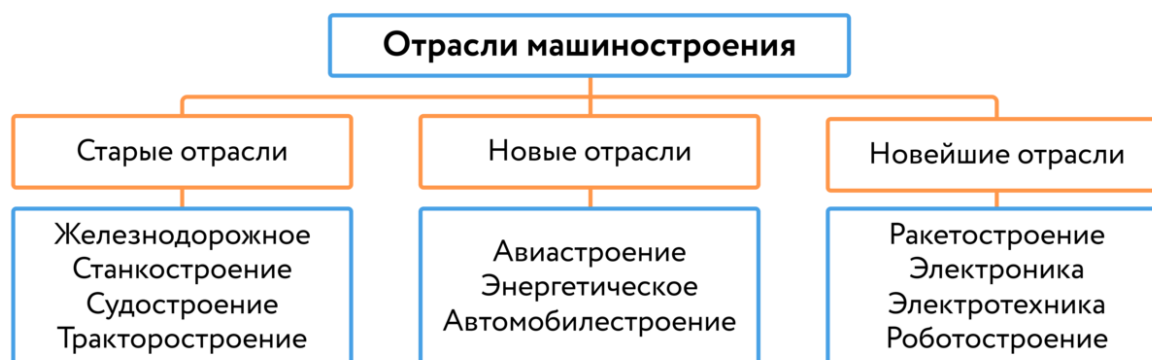 Отрасли машиностроения
Старые отрасли
Новые отрасли
Новейшие отрасли
Железнодорожное
Станкостроение
Судостроение
Тракторостроение
Авиастроение
Энергетическое
Автомобилестроение
Ракетостроение
Электроника
Электротехника
Роботостроение